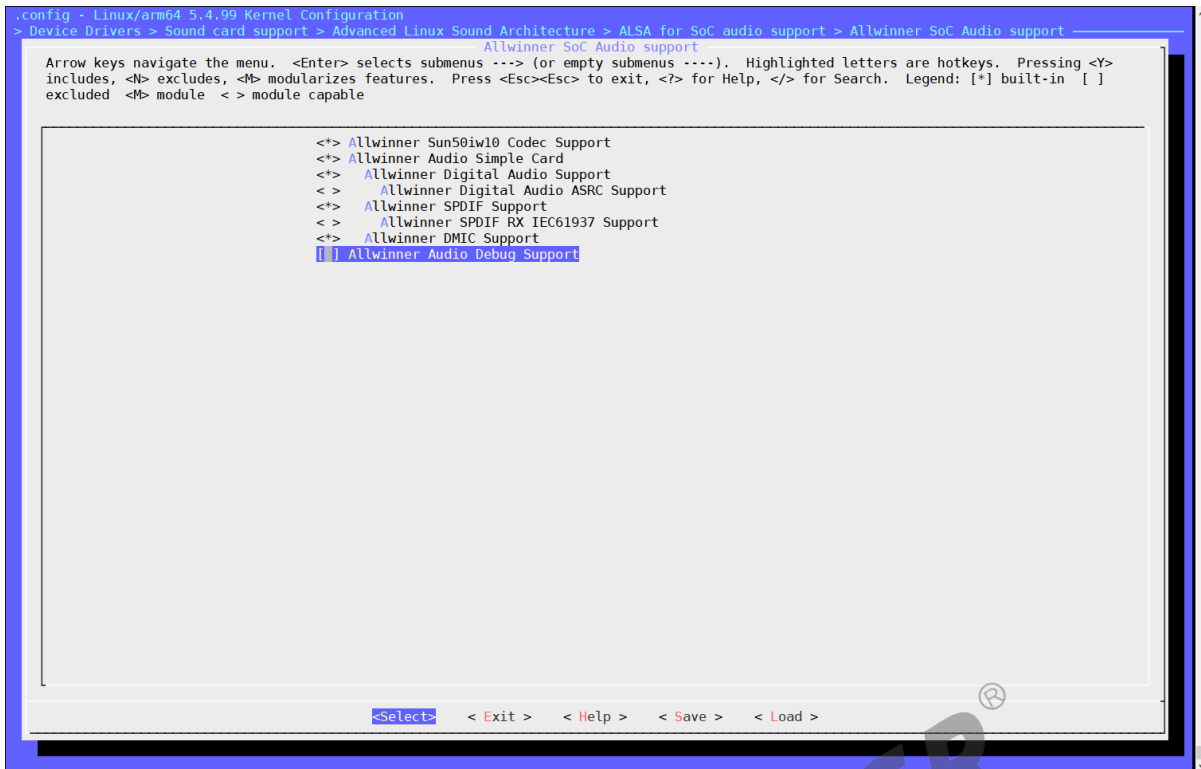 .config - Linux/arm64 5.4.99 Kernel Configuration
> Device Drivers > Sound card support > Advanced Linux Sound Architecture > ALSA for SoC audio support > Allwinner SoC Audio support
Allwinner SoC Audio support
Arrow keys navigate the menu.  <Enter> selects submenus ---> (or empty submenus ----).  Highlighted letters are hotkeys.  Pressing <Y>
includes, <N> excludes, <M> modularizes features.  Press <Esc><Esc> to exit, <?> for Help, </> for Search.  Legend: [*] built-in  [ ]
excluded  <M> module  < > module capable
<*> Allwinner Sun50iw10 Codec Support
<*> Allwinner Audio Simple Card
<*>   Allwinner Digital Audio Support
< >     Allwinner Digital Audio ASRC Support
<*>   Allwinner SPDIF Support
< >     Allwinner SPDIF RX IEC61937 Support
<*>   Allwinner DMIC Support
[ ] Allwinner Audio Debug Support
<Select>    < Exit >    < Help >    < Save >    < Load >
®